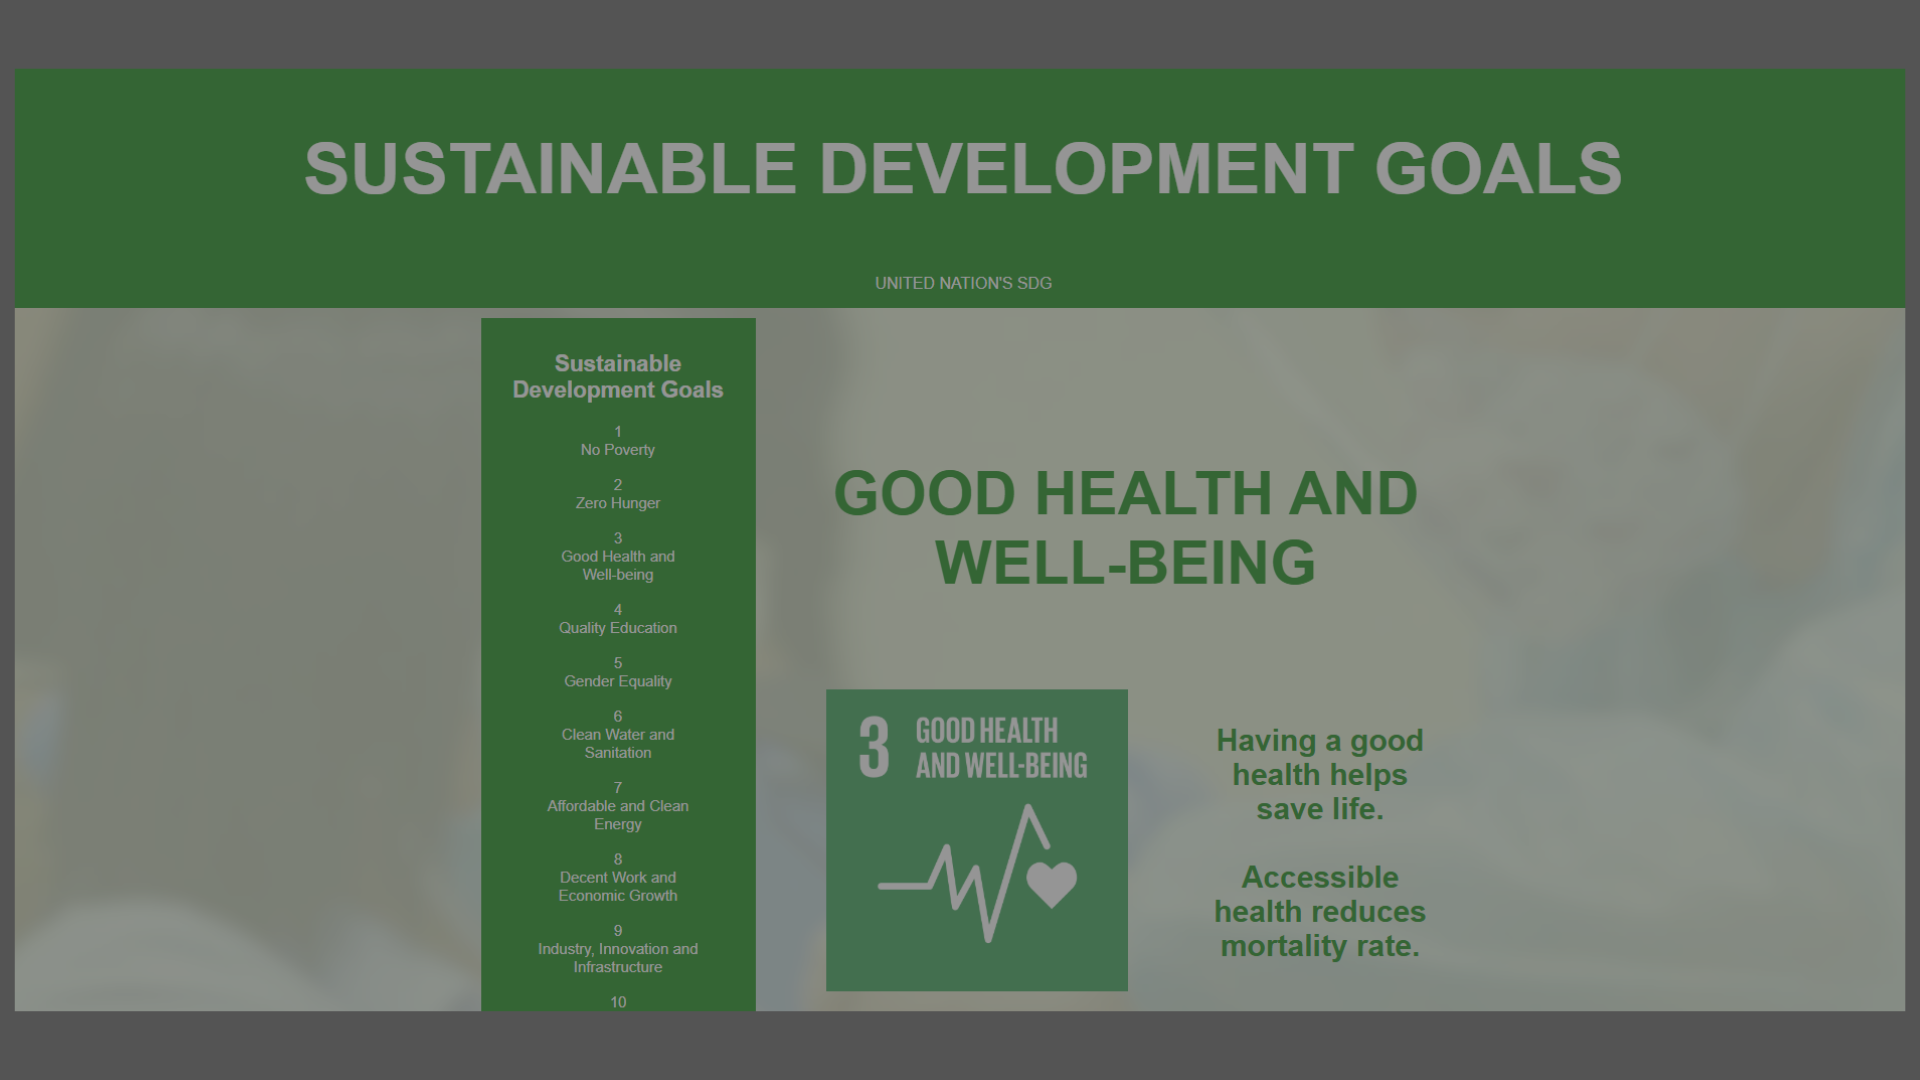 SUSTAINABLE DEVELOPMENT GOALS
UNITED NATION'S SDG
Sustainable
Development Goals
1
No Poverty
2
Zero Hunger
3
Good Health and
Well-being
4
Quality Education
5
Gender Equality
6
Clean Water and
Sanitation
7
Affordable and Clean
Energy
8
Decent Work and
Economic Growth
9
Industry, Innovation and
Infrastructure
10
GOOD HEALTH AND
WELL-BEING
3 GOOD HEALTH
AND WELL-BEING
Having a good
health helps
save life.
Accessible
health reduces
mortality rate.